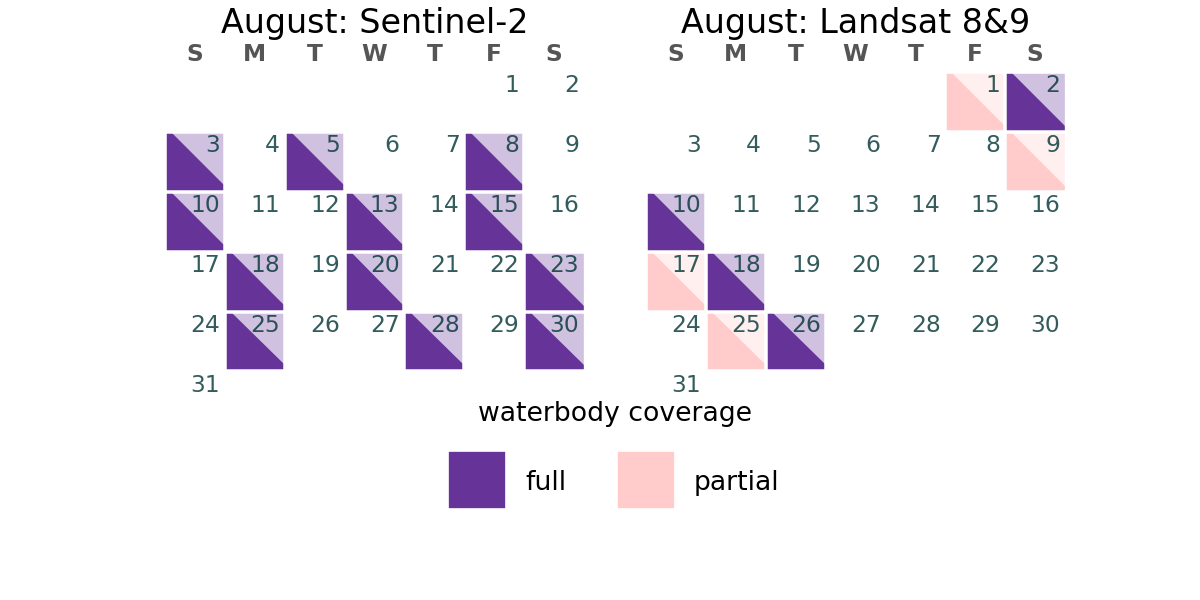 August: Sentinel-2 August: Landsat 8&9
S M T W T F S S M T W T F S
1 2 1 2
3 4 5 6 7 8 9 3 4 5 6 7 8 9
10 11 12 13 14 15 16 10 11 12 13 14 15 16
17 18 19 20 21 22 23 17 18 19 20 21 22 23
24 25 26 27 28 29 30 24 25 26 27 28 29 30
31 31
waterbody coverage
full partial